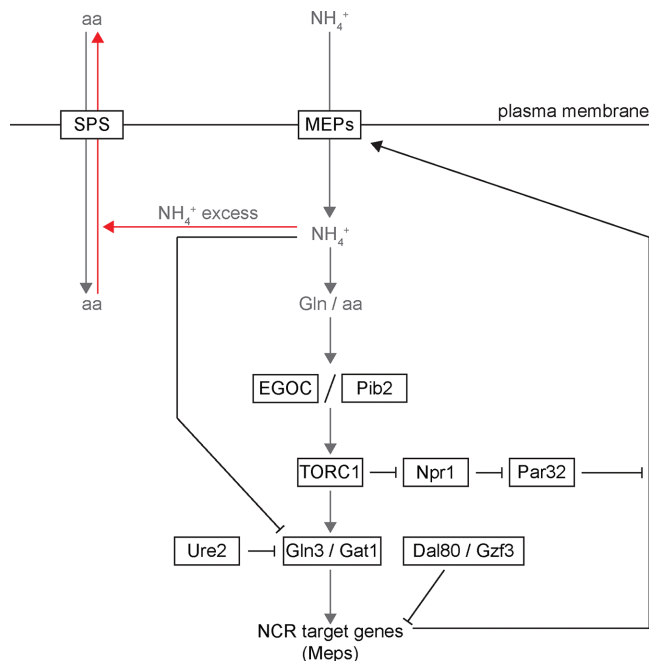 aa
NH₄⁺
plasma membrane
SPS
MEPs
NH₄⁺ excess
NH₄⁺
aa
Gln / aa
EGOC / Pib2
TORC1
Npr1
Par32
Ure2
Gln3 / Gat1
Dal80 / Gzf3
NCR target genes
(Meps)